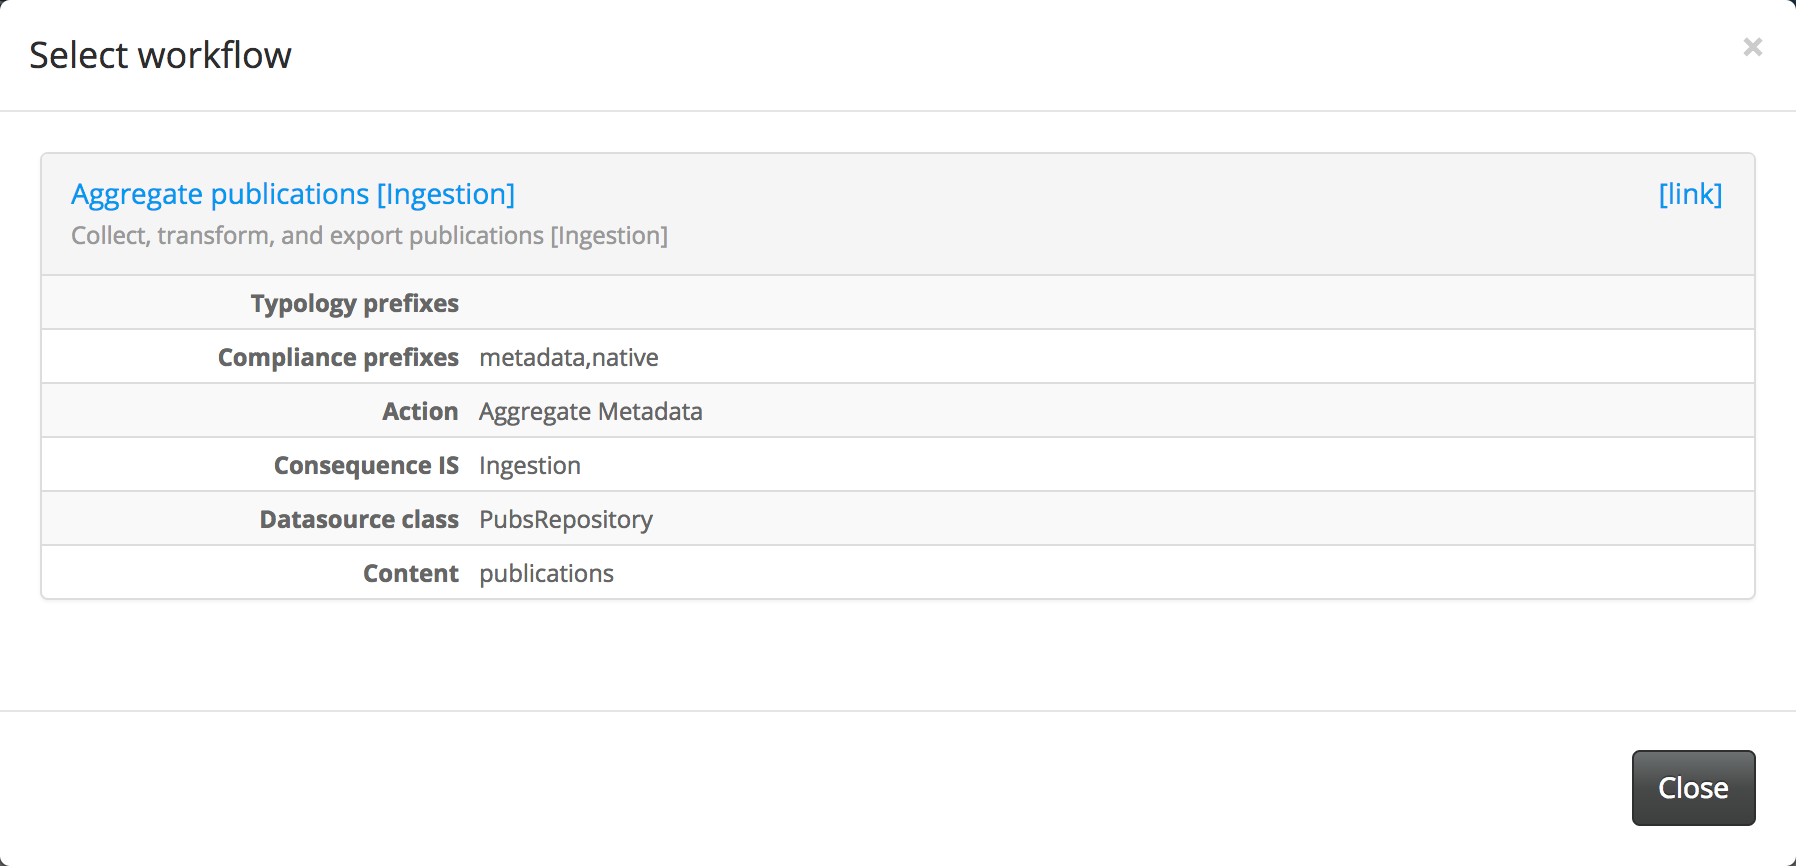 Select workflow
×
Aggregate publications [Ingestion] [link]
Collect, transform, and export publications [Ingestion]
Typology prefixes
Compliance prefixes metadata,native
Action Aggregate Metadata
Consequence IS Ingestion
Datasource class PubsRepository
Content publications
Close